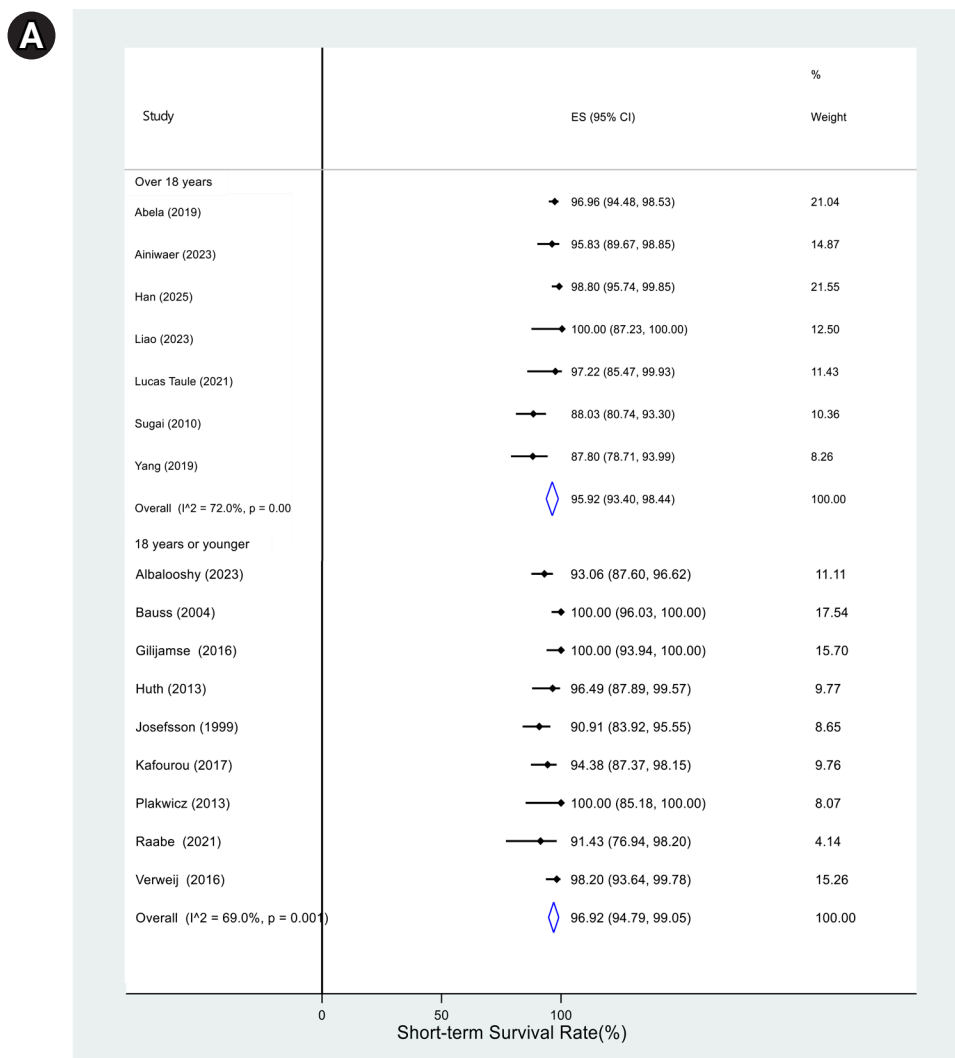 A
%
Study ES (95% CI) Weight
Over 18 years
Abela (2019) 96.96 (94.48, 98.53) 21.04
Ainiwaer (2023) 95.83 (89.67, 98.85) 14.87
Han (2025) 98.80 (95.74, 99.85) 21.55
Liao (2023) 100.00 (87.23, 100.00) 12.50
Lucas Taule (2021) 97.22 (85.47, 99.93) 11.43
Sugai (2010) 88.03 (80.74, 93.30) 10.36
Yang (2019) 87.80 (78.71, 93.99) 8.26
Overall (I^2 = 72.0%, p = 0.00 95.92 (93.40, 98.44) 100.00
18 years or younger
Albalooshy (2023) 93.06 (87.60, 96.62) 11.11
Bauss (2004) 100.00 (96.03, 100.00) 17.54
Gilijamse (2016) 100.00 (93.94, 100.00) 15.70
Huth (2013) 96.49 (87.89, 99.57) 9.77
Josefsson (1999) 90.91 (83.92, 95.55) 8.65
Kafourou (2017) 94.38 (87.37, 98.15) 9.76
Plakwicz (2013) 100.00 (85.18, 100.00) 8.07
Raabe (2021) 91.43 (76.94, 98.20) 4.14
Verweij (2016) 98.20 (93.64, 99.78) 15.26
Overall (I^2 = 69.0%, p = 0.001) 96.92 (94.79, 99.05) 100.00
0 50 100
Short-term Survival Rate(%)